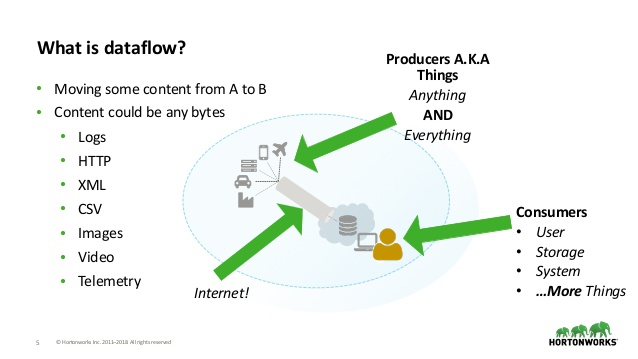 What is dataflow?
• Moving some content from A to B
• Content could be any bytes
• Logs
• HTTP
• XML
• CSV
• Images
• Video
• Telemetry
Producers A.K.A
Things
Anything
AND
Everything
Internet!
Consumers
• User
• Storage
• System
• …More Things
5
© Hortonworks Inc. 2011–2018. All rights reserved
HORTONWORKS